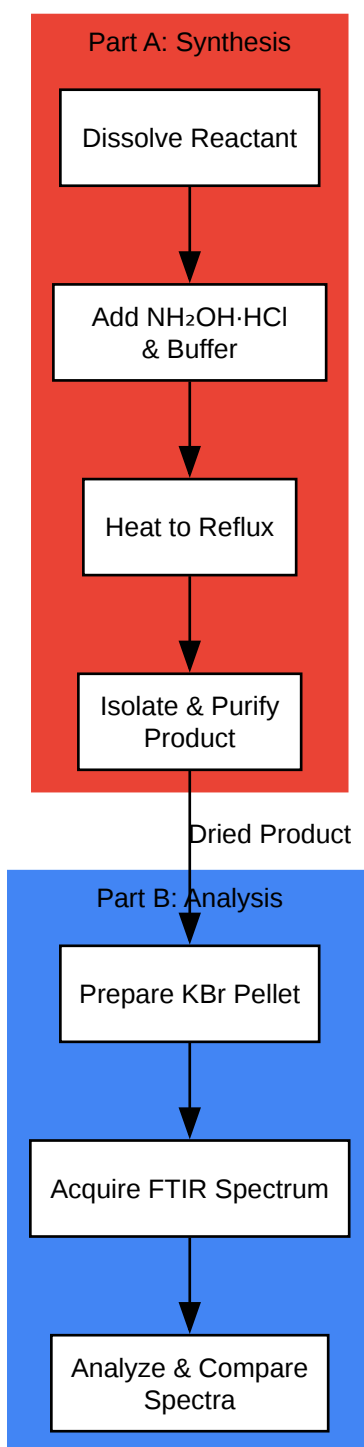 Part A: Synthesis
Dissolve Reactant
Add NH₂OH·HCl
& Buffer
Heat to Reflux
Isolate & Purify
Product
Dried Product
Part B: Analysis
Prepare KBr Pellet
Acquire FTIR Spectrum
Analyze & Compare
Spectra